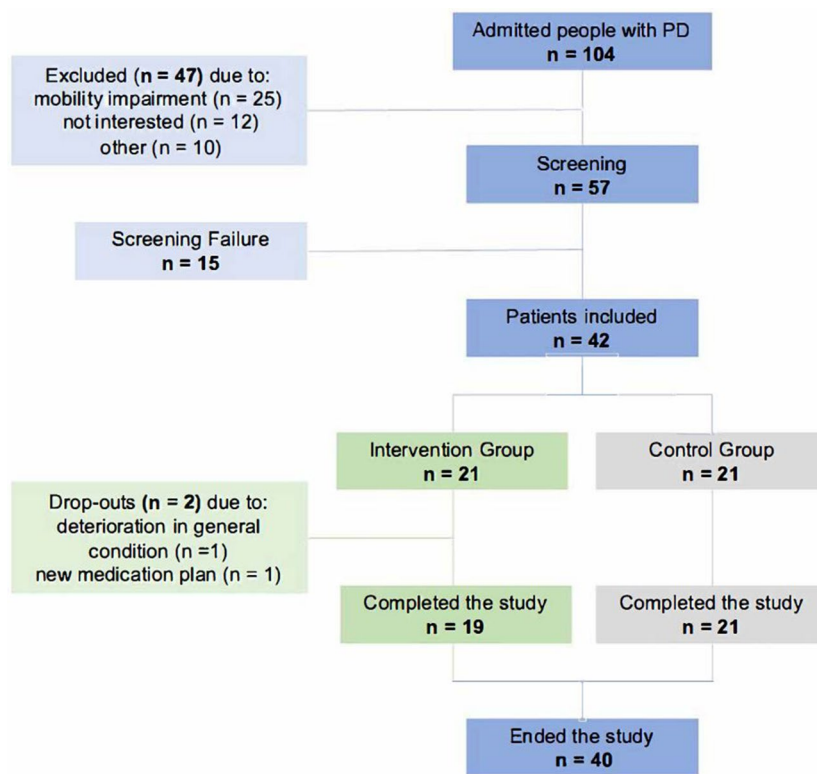 Admitted people with PD
n = 104
Excluded (n = 47) due to:
mobility impairment (n = 25)
not interested (n = 12)
other (n = 10)
Screening
n = 57
Screening Failure
n = 15
Patients included
n = 42
Intervention Group
n = 21
Control Group
n = 21
Drop-outs (n = 2) due to:
deterioration in general
condition (n =1)
new medication plan (n = 1)
Completed the study
n = 19
Completed the study
n = 21
Ended the study
n = 40